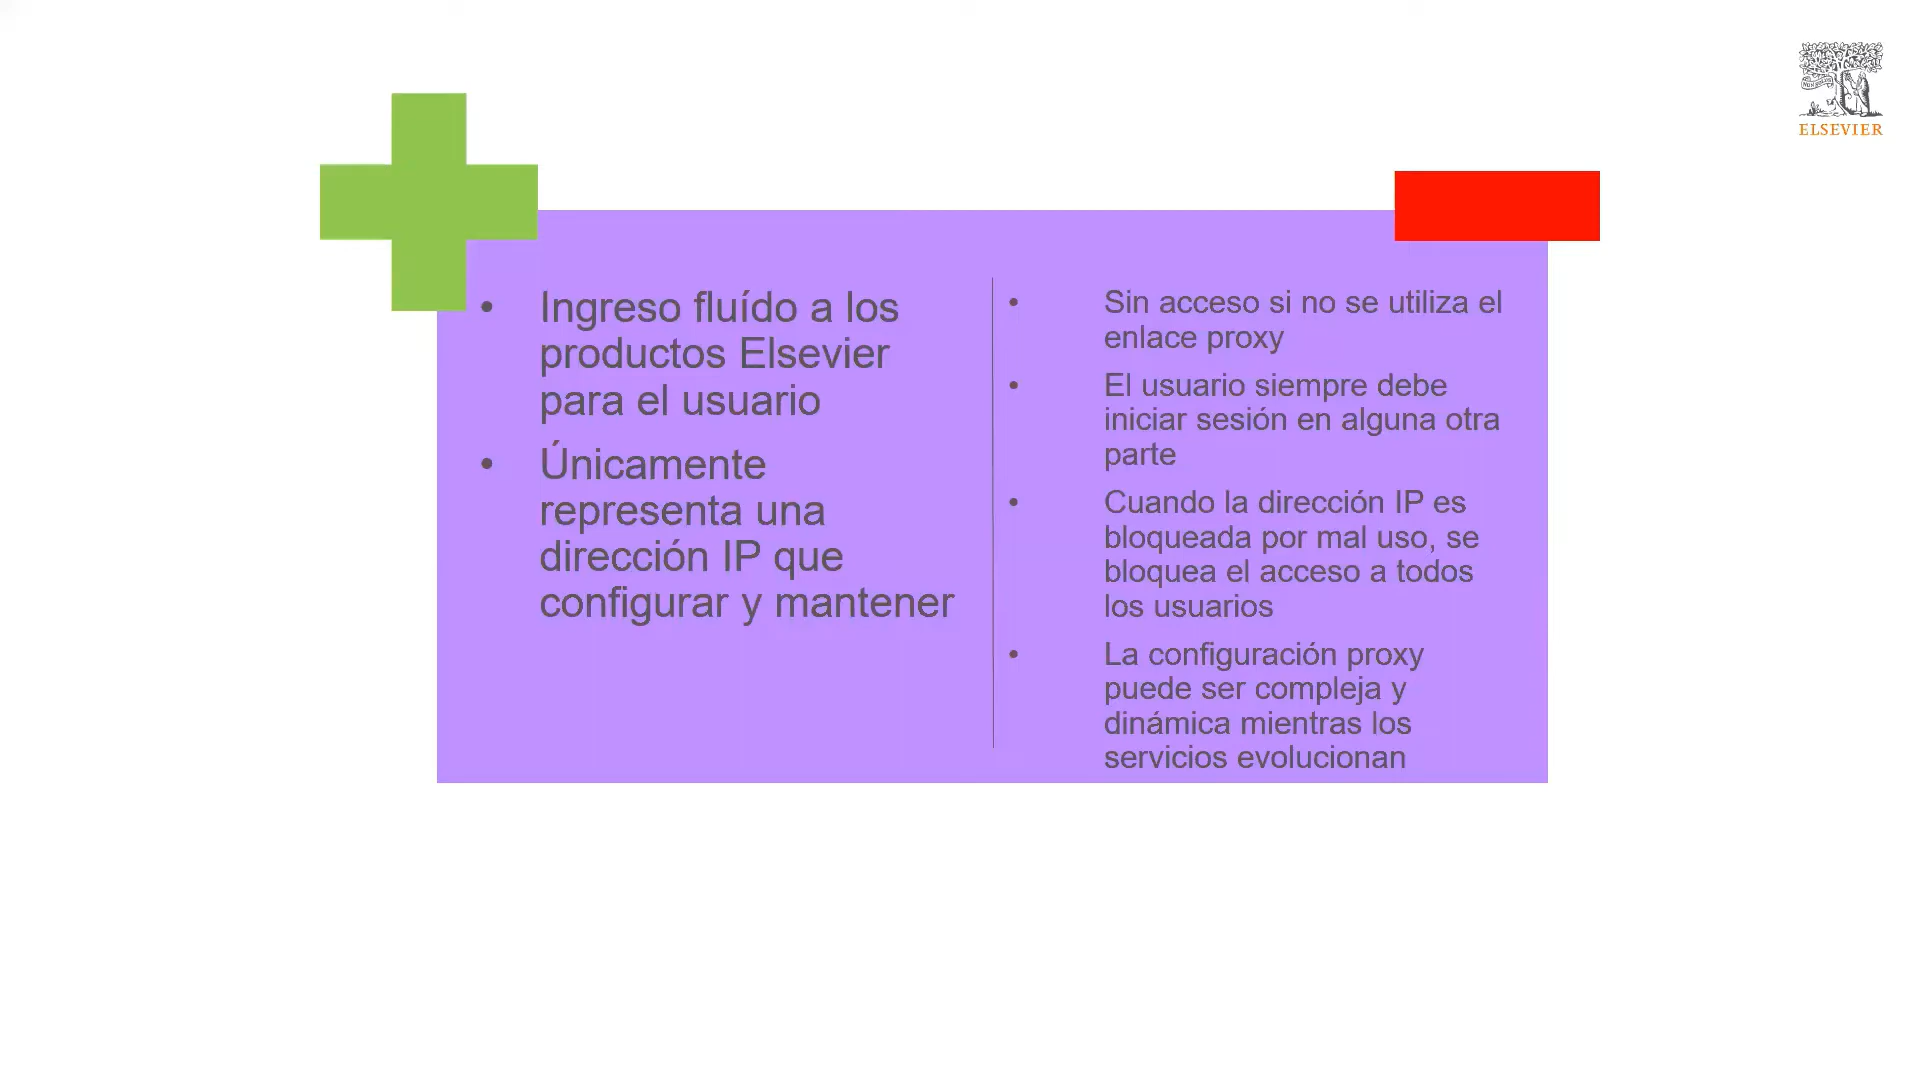 ELSEVIER
• Ingreso fluído a los
productos Elsevier
para el usuario
• Únicamente
representa una
dirección IP que
configurar y mantener
• Sin acceso si no se utiliza el
enlace proxy
• El usuario siempre debe
iniciar sesión en alguna otra
parte
• Cuando la dirección IP es
bloqueada por mal uso, se
bloquea el acceso a todos
los usuarios
• La configuración proxy
puede ser compleja y
dinámica mientras los
servicios evolucionan